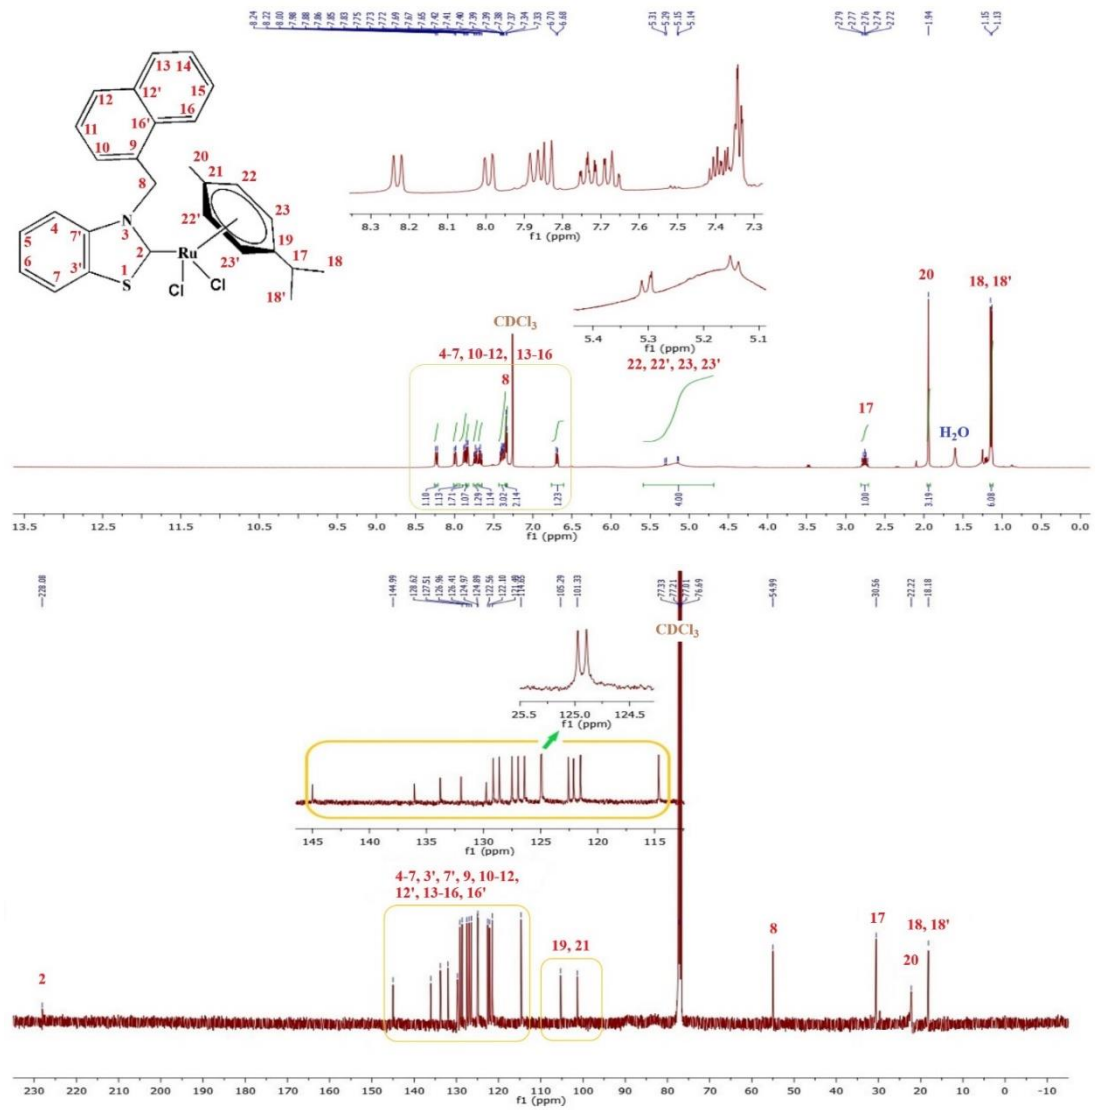 8.24 8.22 8.00 7.98 7.88 7.86 7.85 7.83 7.75 7.73 7.72 7.69 7.67 7.65 7.42 7.41 7.40 7.39 7.39 7.38 7.37 7.34 7.33 6.70 6.68 5.31 5.29 5.15 5.14 2.79 2.77 2.76 2.74 2.72 1.94 1.15 1.13
13 14
12 12' 15
11 16' 16
10 9
20
8 21 22
4 N 22' 23
5 7' 3
6 3' 2 Ru 23' 19
7 1 17 18
S Cl Cl
18'
8.3 8.2 8.1 8.0 7.9 7.8 7.7 7.6 7.5 7.4 7.3
f1 (ppm)
5.4 5.3 5.2 5.1
f1 (ppm)
CDCl3
4-7, 10-12, 13-16
8
22, 22', 23, 23'
17
H2O
20
18, 18'
1.10 1.13 1.71 1.07 1.29 1.14 3.02 2.14 1.23 4.00 1.00 3.19 6.08
13.5 12.5 11.5 10.5 9.5 9.0 8.5 8.0 7.5 7.0 6.5 6.0 5.5 5.0 4.5 4.0 3.5 3.0 2.5 2.0 1.5 1.0 0.5 0.0
f1 (ppm)
228.08 144.99 128.62 127.51 126.96 126.41 124.97 124.89 122.56 122.10 105.29 101.33 77.33 77.21 77.01 76.69 54.99 30.56 22.22 18.18
CDCl3
25.5 125.0 124.5
f1 (ppm)
145 140 135 130 125 120 115
f1 (ppm)
4-7, 3', 7', 9, 10-12,
12', 13-16, 16'
2
19, 21
8
17
20
18, 18'
230 220 210 200 190 180 170 160 150 140 130 120 110 100 90 80 70 60 50 40 30 20 10 0 -10
f1 (ppm)